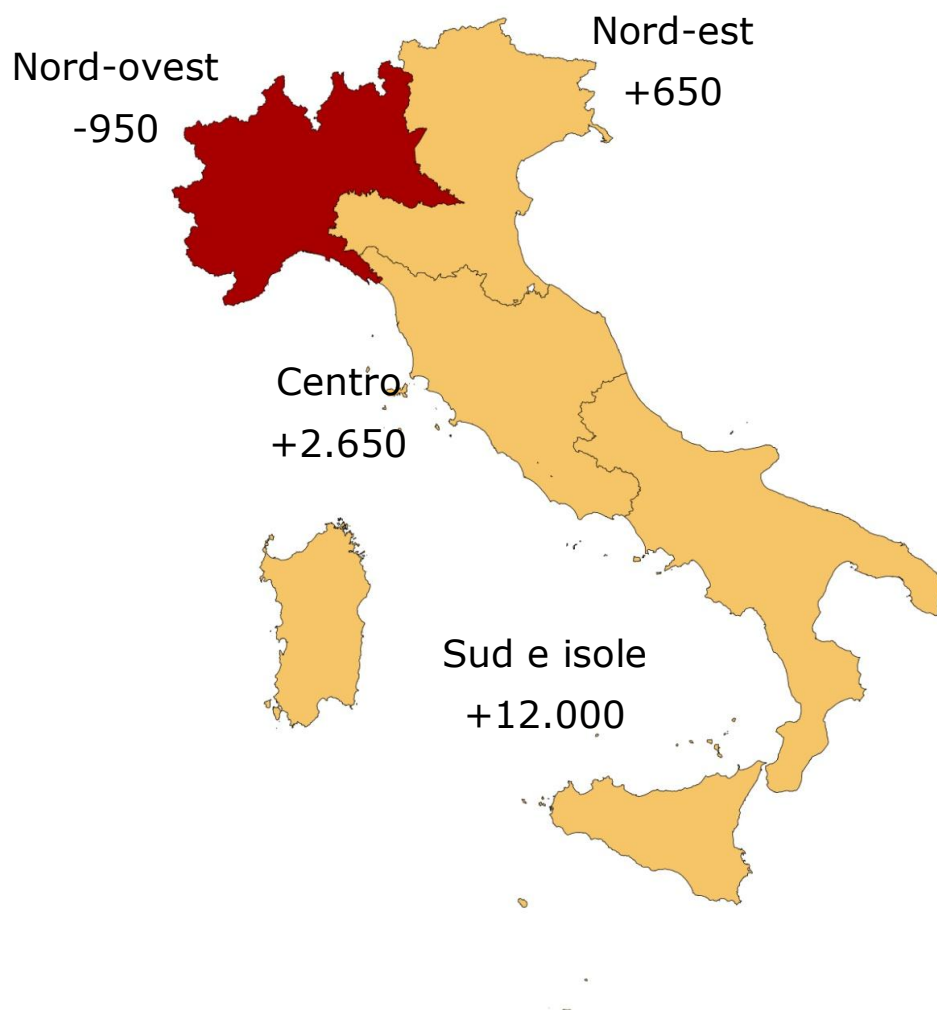 Nord-est
+650
Nord-ovest
-950
Centro
+2.650
Sud e isole
+12.000